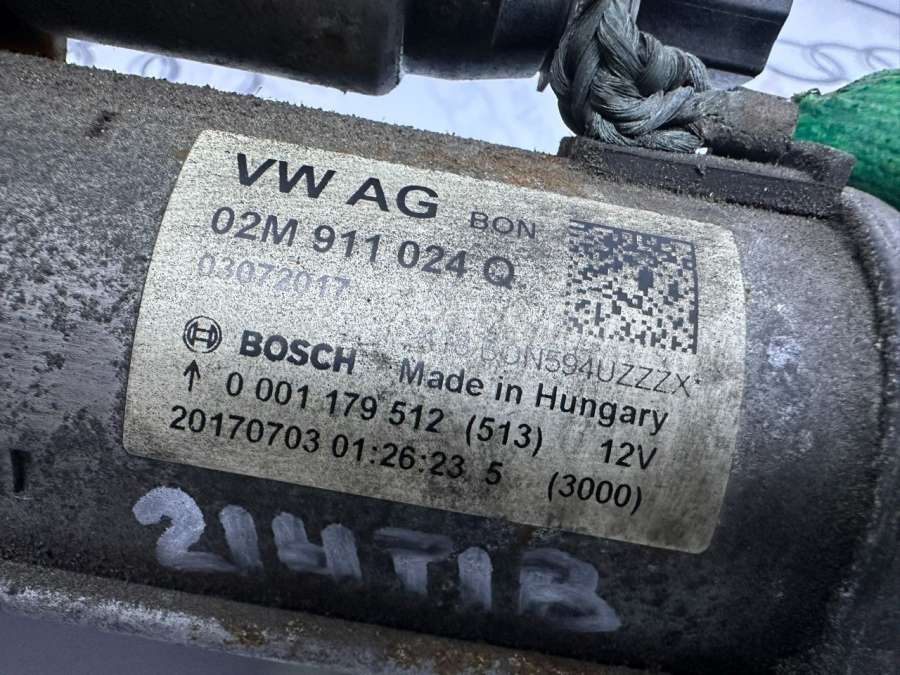 VW AG BON
02M 911 024 Q
03072017
BON594UZZZX*
BOSCH Made in Hungary
0 001 179 512 (513) 12V
20170703 01:26:23 5 (3000)
214T1B